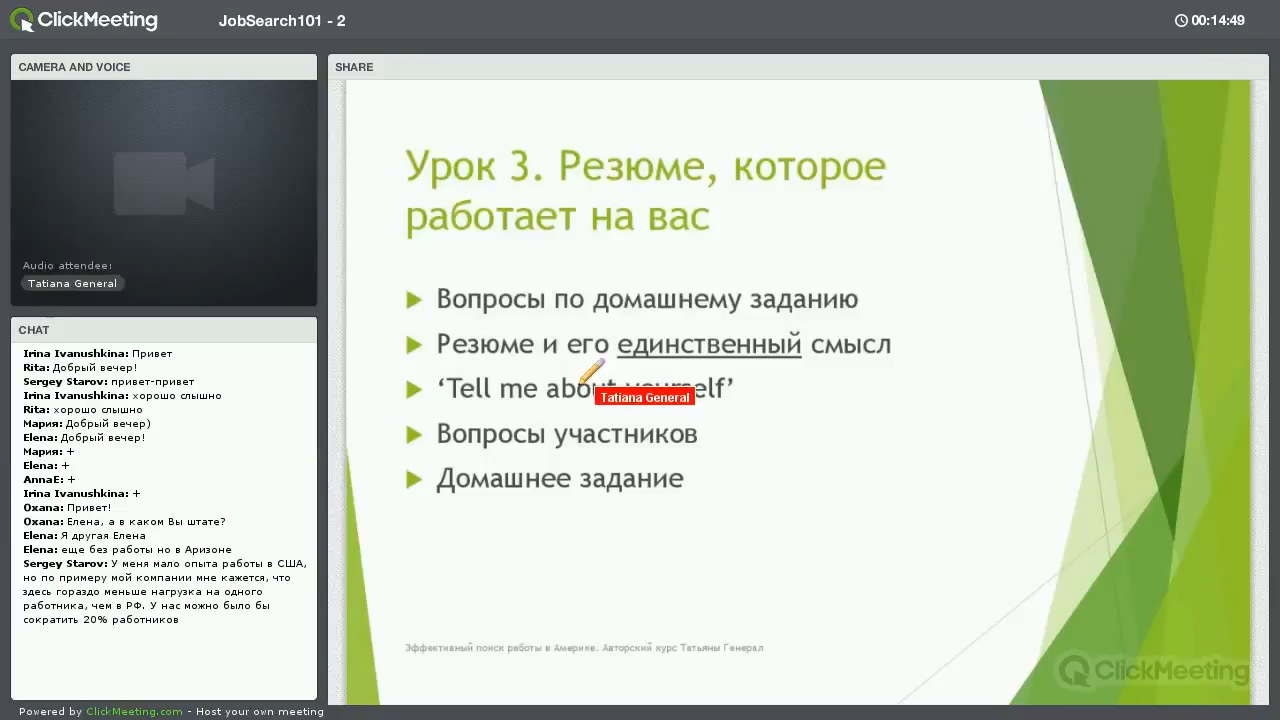 ClickMeeting
JobSearch101 - 2
00:14:49
CAMERA AND VOICE
Audio attendee:
Tatiana General
CHAT
Irina Ivanushkina: Привет
Rita: Добрый вечер!
Sergey Starov: привет-привет
Irina Ivanushkina: хорошо слышно
Rita: хорошо слышно
Мария: Добрый вечер)
Elena: Добрый вечер!
Мария: +
Elena: +
AnnaE: +
Irina Ivanushkina: +
Oxana: Привет!
Oxana: Елена, а в каком Вы штате?
Elena: Я другая Елена
Elena: еще без работы но в Аризоне
Sergey Starov: У меня мало опыта работы в США,
но по примеру мой компании мне кажется, что
здесь гораздо меньше нагрузка на одного
работника, чем в РФ. У нас можно было бы
сократить 20% работников
SHARE
Урок 3. Резюме, которое
работает на вас
Вопросы по домашнему заданию
Резюме и его единственный смысл
‘Tell me about yourself’
Tatiana General
Вопросы участников
Домашнее задание
Эффективный поиск работы в Америке. Авторский курс Татьяны Генерал
ClickMeeting
Powered by ClickMeeting.com - Host your own meeting